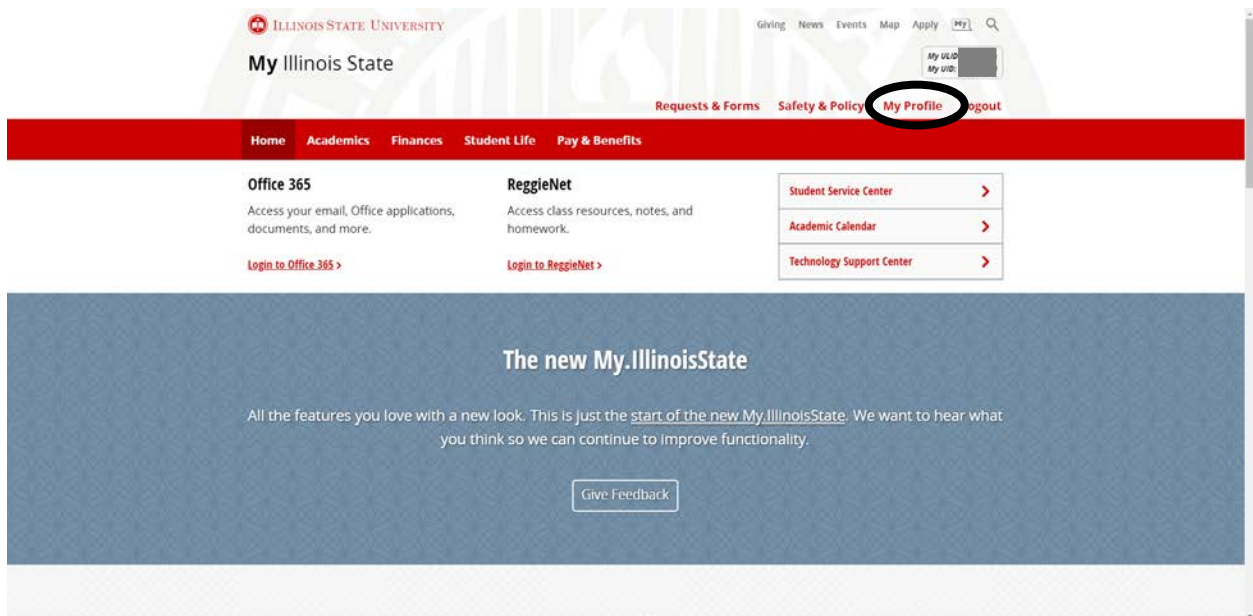 ILLINOIS STATE UNIVERSITY
Giving News Events Map Apply My
My Illinois State
My ULID
My UID:
Requests & Forms Safety & Policy My Profile ogout
Home Academics Finances Student Life Pay & Benefits
Office 365
Access your email, Office applications,
documents, and more.
Login to Office 365 >
ReggieNet
Access class resources, notes, and
homework.
Login to ReggieNet >
Student Service Center
Academic Calendar
Technology Support Center
The new My.IllinoisState
All the features you love with a new look. This is just the start of the new My.IllinoisState. We want to hear what
you think so we can continue to improve functionality.
Give Feedback